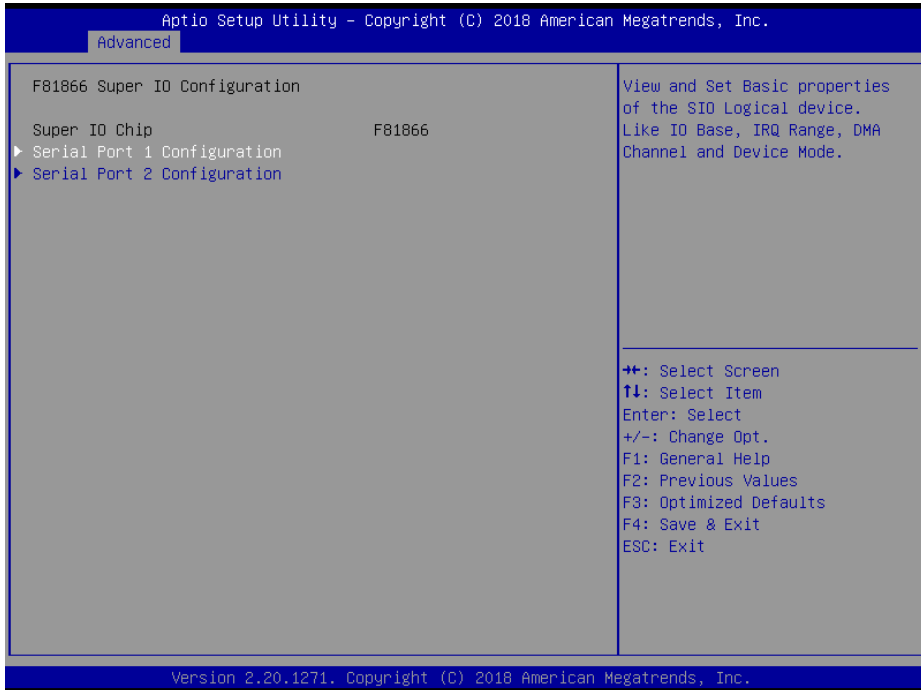 Aptio Setup Utility – Copyright (C) 2018 American Megatrends, Inc.
Advanced
F81866 Super IO Configuration
Super IO Chip F81866
▶ Serial Port 1 Configuration
▶ Serial Port 2 Configuration
View and Set Basic properties
of the SIO Logical device.
Like IO Base, IRQ Range, DMA
Channel and Device Mode.
→←: Select Screen
↑↓: Select Item
Enter: Select
+/-: Change Opt.
F1: General Help
F2: Previous Values
F3: Optimized Defaults
F4: Save & Exit
ESC: Exit
Version 2.20.1271. Copyright (C) 2018 American Megatrends, Inc.